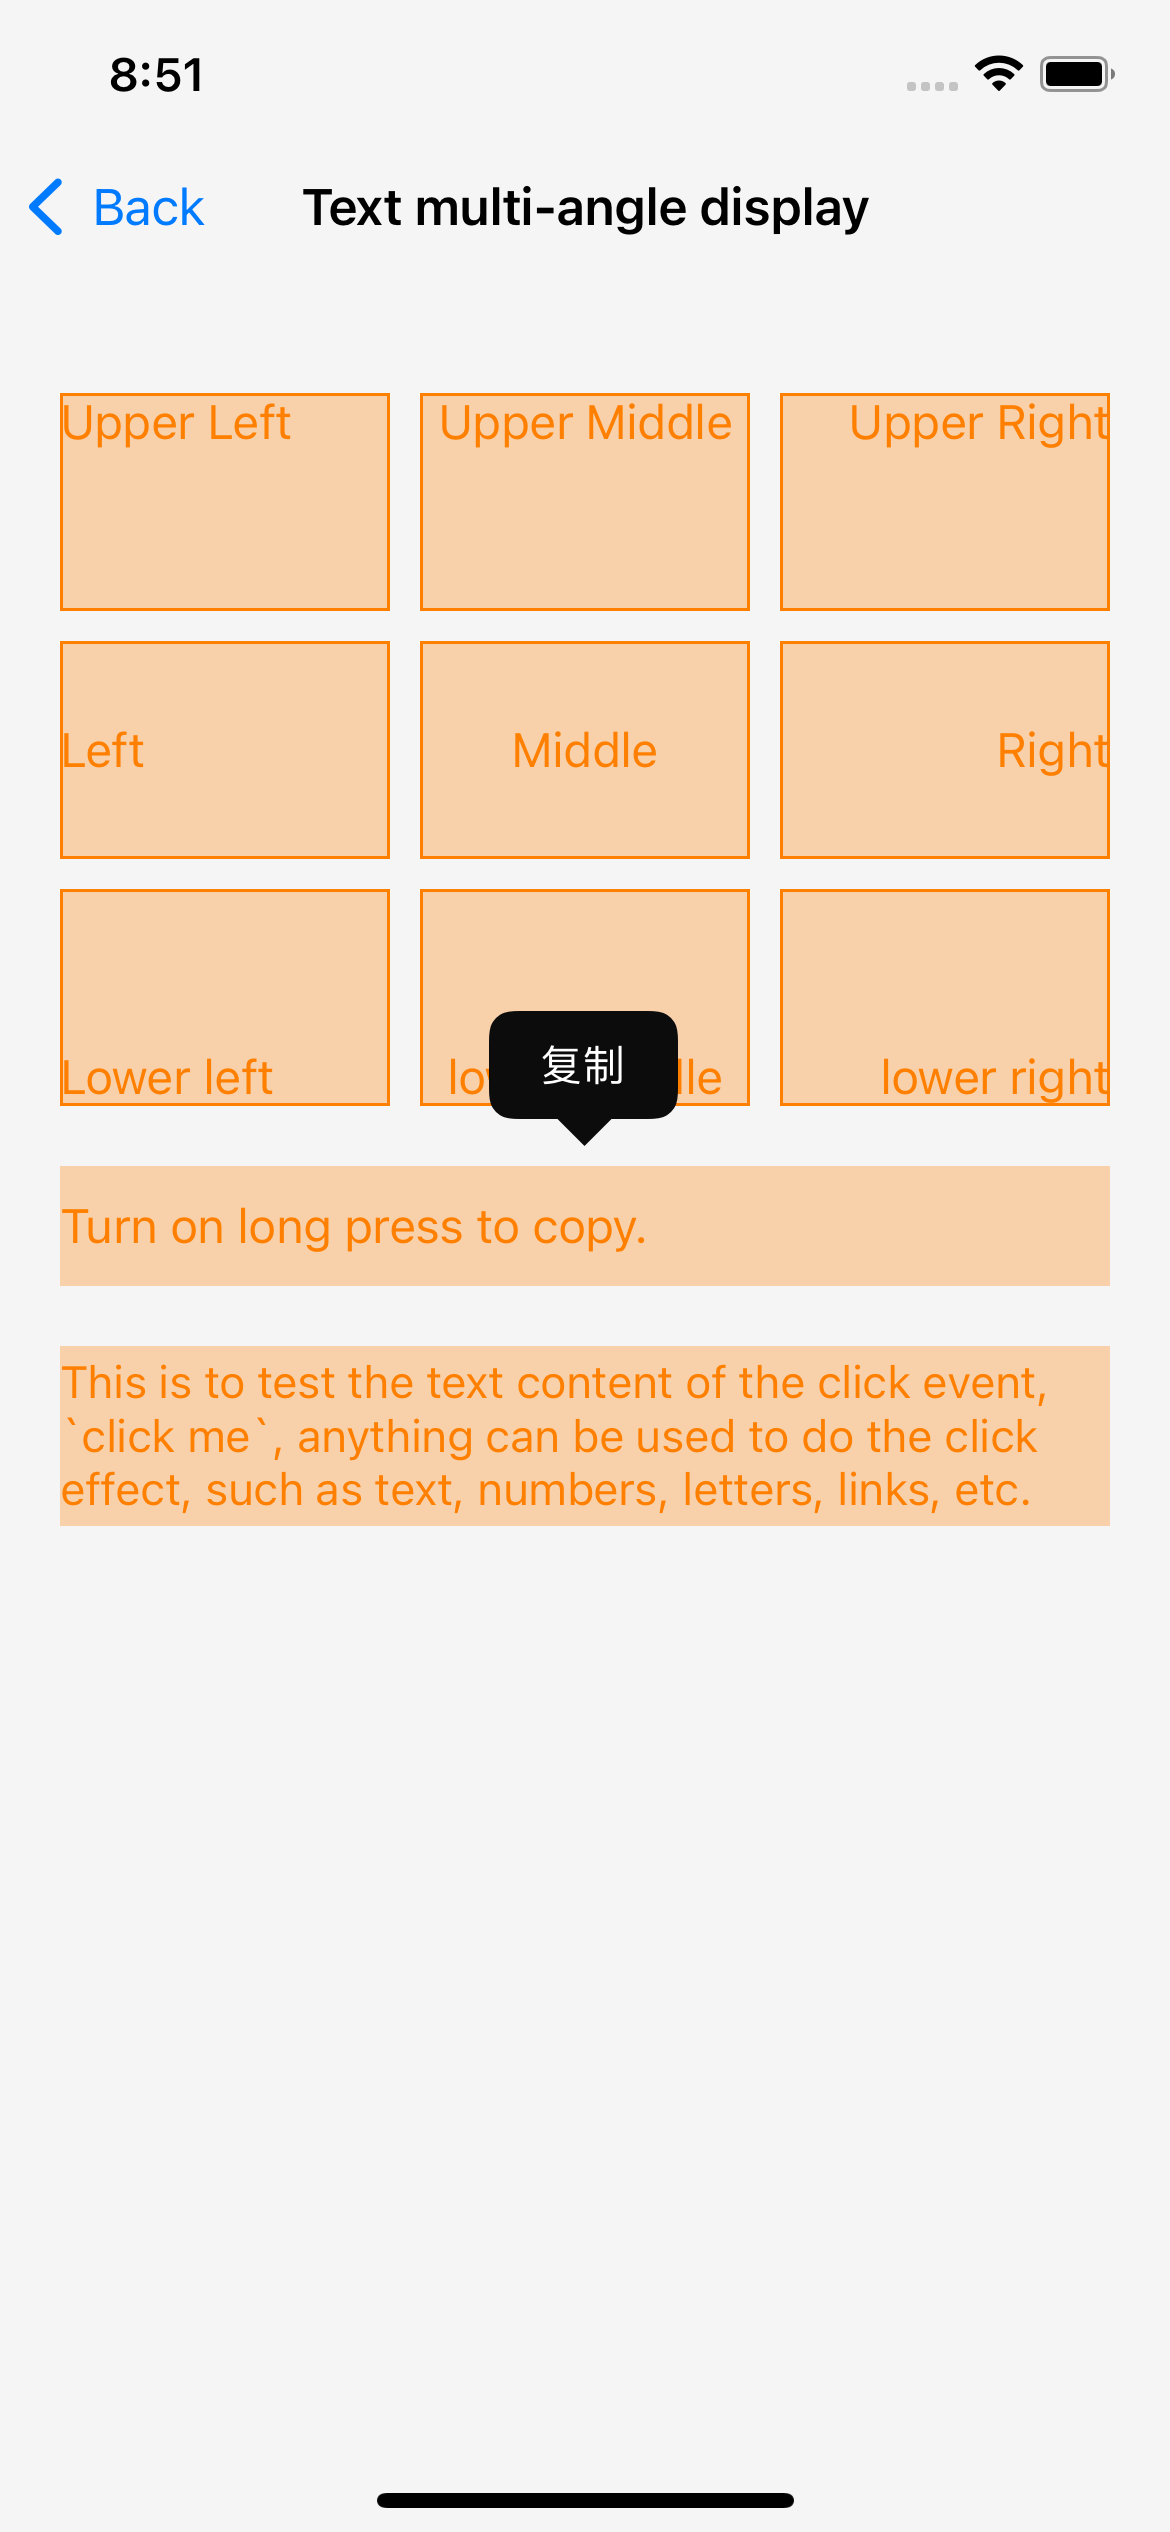 8:51
Back
Text multi-angle display
Upper Left
Upper Middle
Upper Right
Left
Middle
Right
Lower left
lower right
复制
Turn on long press to copy.
This is to test the text content of the click event,
`click me`, anything can be used to do the click
effect, such as text, numbers, letters, links, etc.